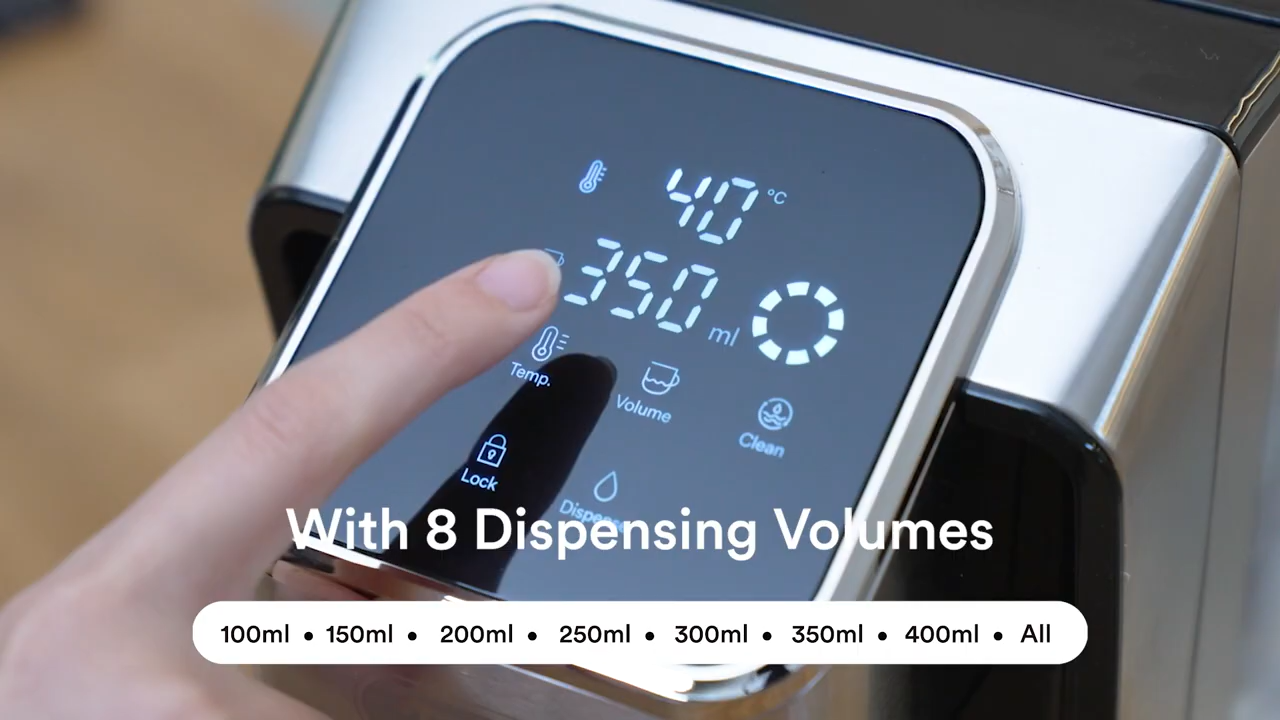 40 °C
350 ml
Temp.
Volume
Clean
Lock
Dispense
With 8 Dispensing Volumes
100ml • 150ml • 200ml • 250ml • 300ml • 350ml • 400ml • All